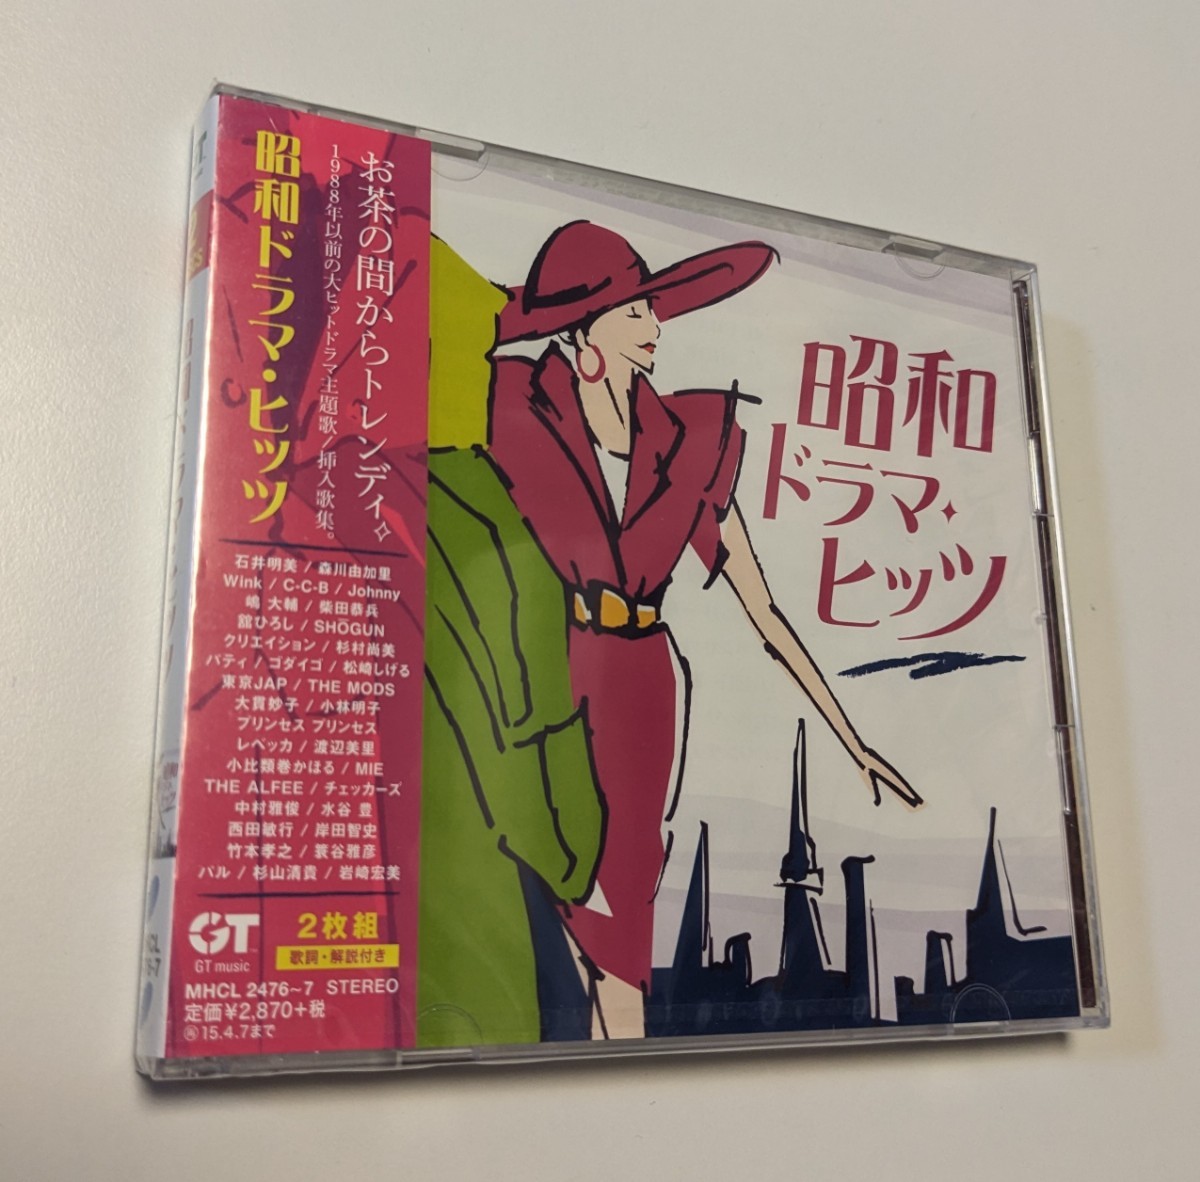 昭和ドラマ・ヒッツ
お茶の間からトレンディ✧
1988年以前の大ヒットドラマ主題歌/挿入歌集。
石井明美 / 森川由加里
Wink / C-C-B / Johnny
嶋 大輔 / 柴田恭兵
舘ひろし / SHŌGUN
クリエイション / 杉村尚美
パティ / ゴダイゴ / 松崎しげる
東京JAP / THE MODS
大貫妙子 / 小林明子
プリンセス プリンセス
レベッカ / 渡辺美里
小比類巻かほる / MIE
THE ALFEE / チェッカーズ
中村雅俊 / 水谷 豊
西田敏行 / 岸田智史
竹本孝之 / 簑谷雅彦
パル / 杉山清貴 / 岩崎宏美
GT
GT music
2枚組
歌詞・解説付き
MHCL 2476~7 STEREO
定価¥2,870+税
15.4.7まで
昭和
ドラマ・
ヒッツ